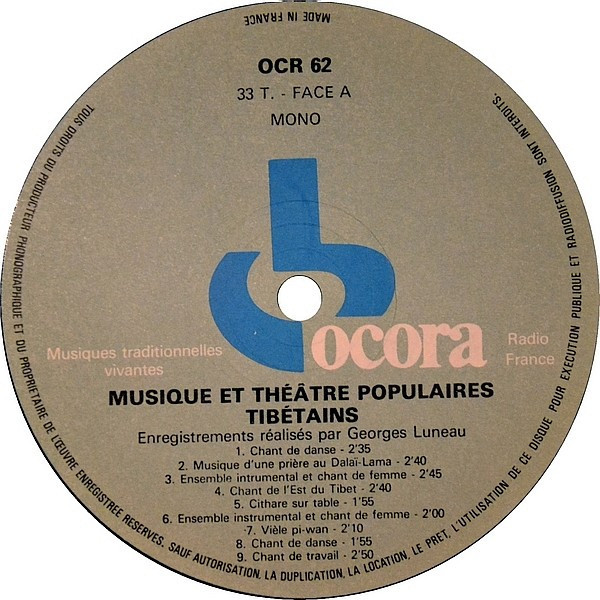 MADE IN FRANCE
OCR 62
33 T. - FACE A
MONO
ocora
Musiques traditionnelles
vivantes
Radio
France
MUSIQUE ET THÉÂTRE POPULAIRES
TIBÉTAINS
Enregistrements réalisés par Georges Luneau
1. Chant de danse - 2'35
2. Musique d'une prière au Dalaï-Lama - 2'40
3. Ensemble intrumental et chant de femme - 2'45
4. Chant de l'Est du Tibet - 2'40
5. Cithare sur table - 1'55
6. Ensemble instrumental et chant de femme - 2'00
7. Vièle pi-wan - 2'10
8. Chant de danse - 1'55
9. Chant de travail - 2'50
TOUS DROITS DU PRODUCTEUR PHONOGRAPHIQUE ET DU PROPRIETAIRE DE L'ŒUVRE ENREGISTREE RESERVES. SAUF AUTORISATION, LA DUPLICATION, LA LOCATION, LE PRET, L'UTILISATION DE CE DISQUE POUR EXECUTION PUBLIQUE ET RADIODIFFUSION SONT INTERDITS.